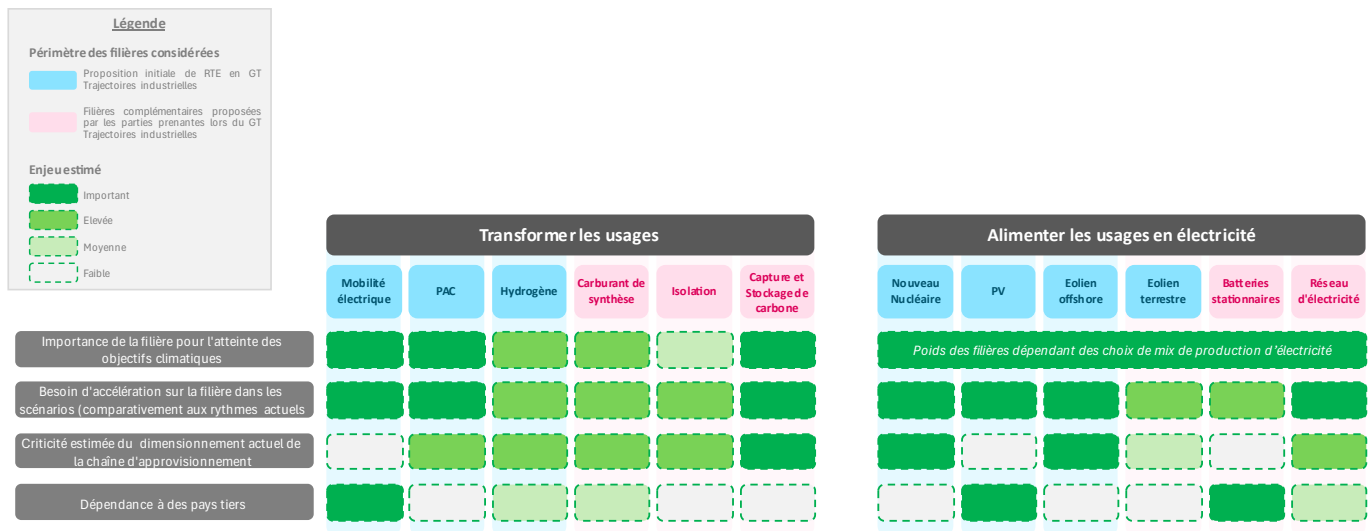 Légende
Périmètre des filières considérées
Proposition initiale de RTE en GT
Trajectoires industrielles
Filières complémentaires proposées
par les parties prenantes lors du GT
Trajectoires industrielles
Enjeu estimé
Important
Elevée
Moyenne
Faible
Transformer les usages
Alimenter les usages en électricité
Mobilité
électrique
PAC
Hydrogène
Carburant de
synthèse
Isolation
Capture et
Stockage de
carbone
Nouveau
Nucléaire
PV
Eolien
offshore
Eolien
terrestre
Batteries
stationnaires
Réseau
d'électricité
Importance de la filière pour l'atteinte des
objectifs climatiques
Poids des filières dépendant des choix de mix de production d'électricité
Besoin d'accélération sur la filière dans les
scénarios (comparativement aux rythmes actuels
Criticité estimée du dimensionnement actuel de
la chaîne d'approvisionnement
Dépendance à des pays tiers